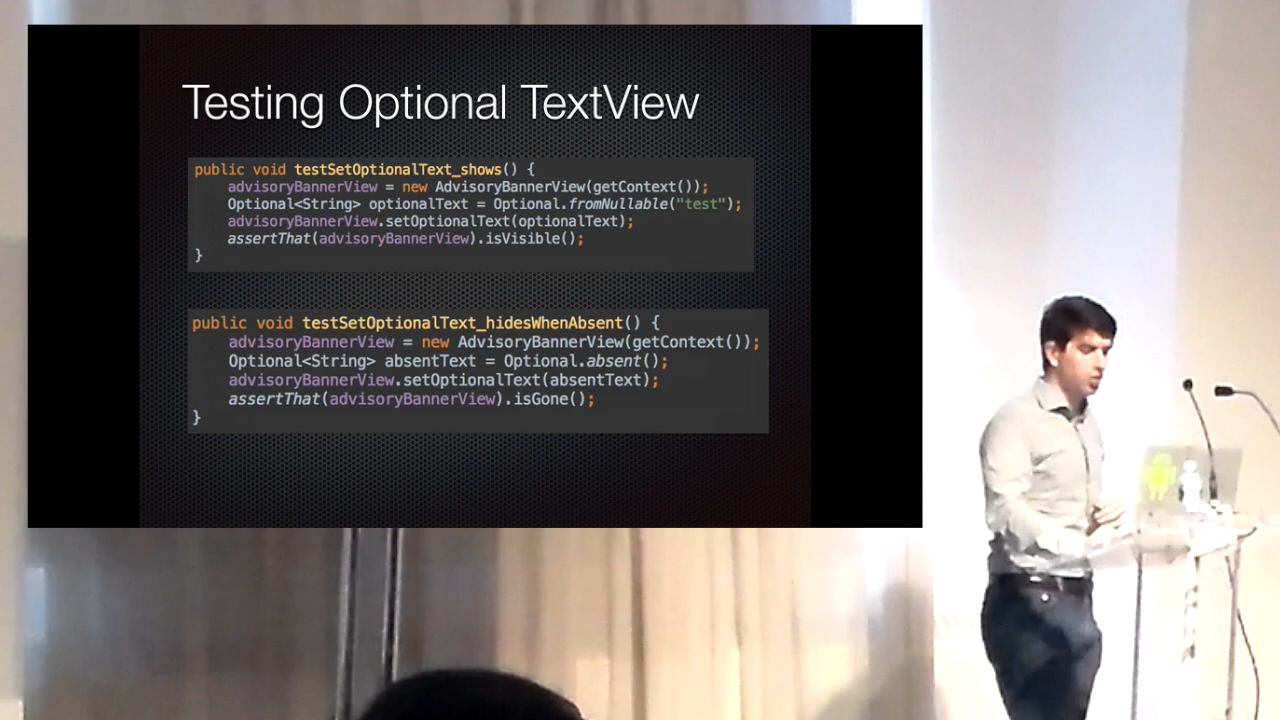 Testing Optional TextView
public void testSetOptionalText_shows() {
advisoryBannerView = new AdvisoryBannerView(getContext());
Optional<String> optionalText = Optional.fromNullable("test");
advisoryBannerView.setOptionalText(optionalText);
assertThat(advisoryBannerView).isVisible();
}
public void testSetOptionalText_hidesWhenAbsent() {
advisoryBannerView = new AdvisoryBannerView(getContext());
Optional<String> absentText = Optional.absent();
advisoryBannerView.setOptionalText(absentText);
assertThat(advisoryBannerView).isGone();
}